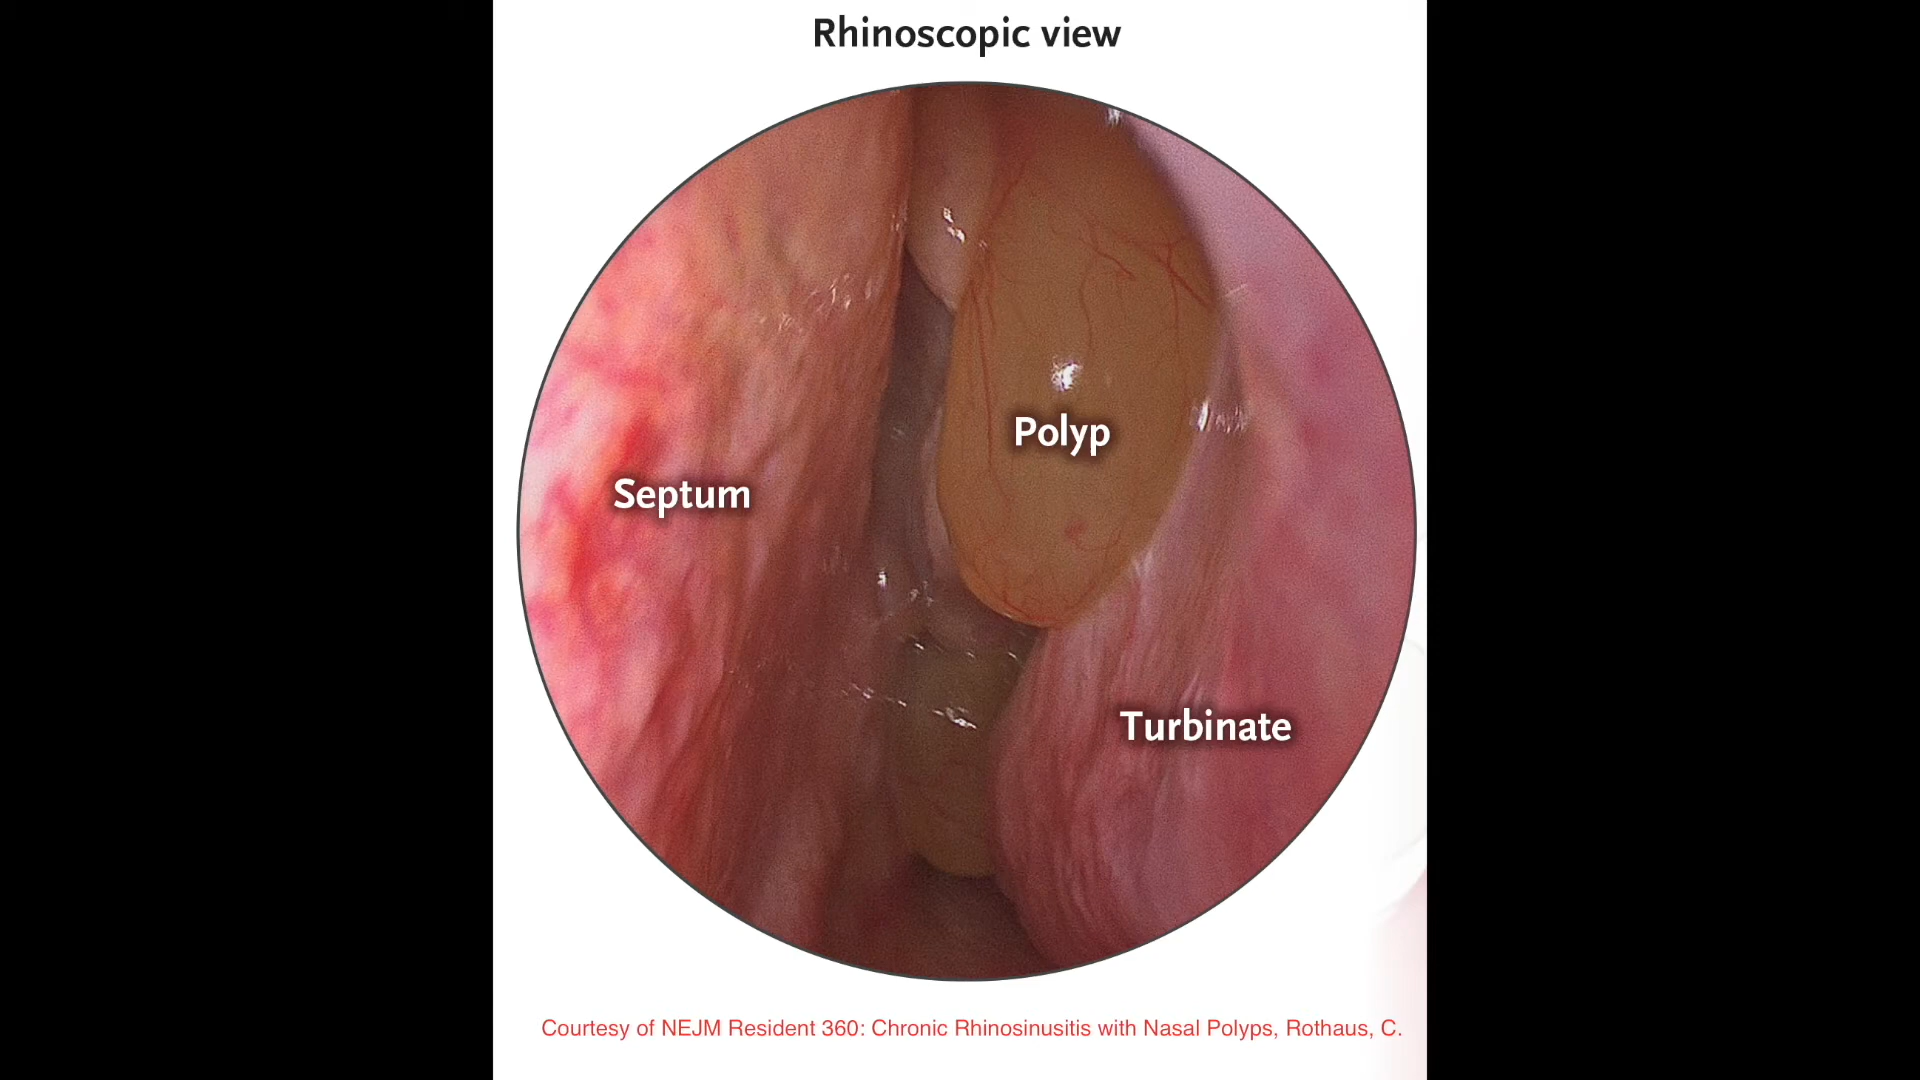 Rhinoscopic view
Polyp
Septum
Turbinate
Courtesy of NEJM Resident 360: Chronic Rhinosinusitis with Nasal Polyps, Rothaus, C.